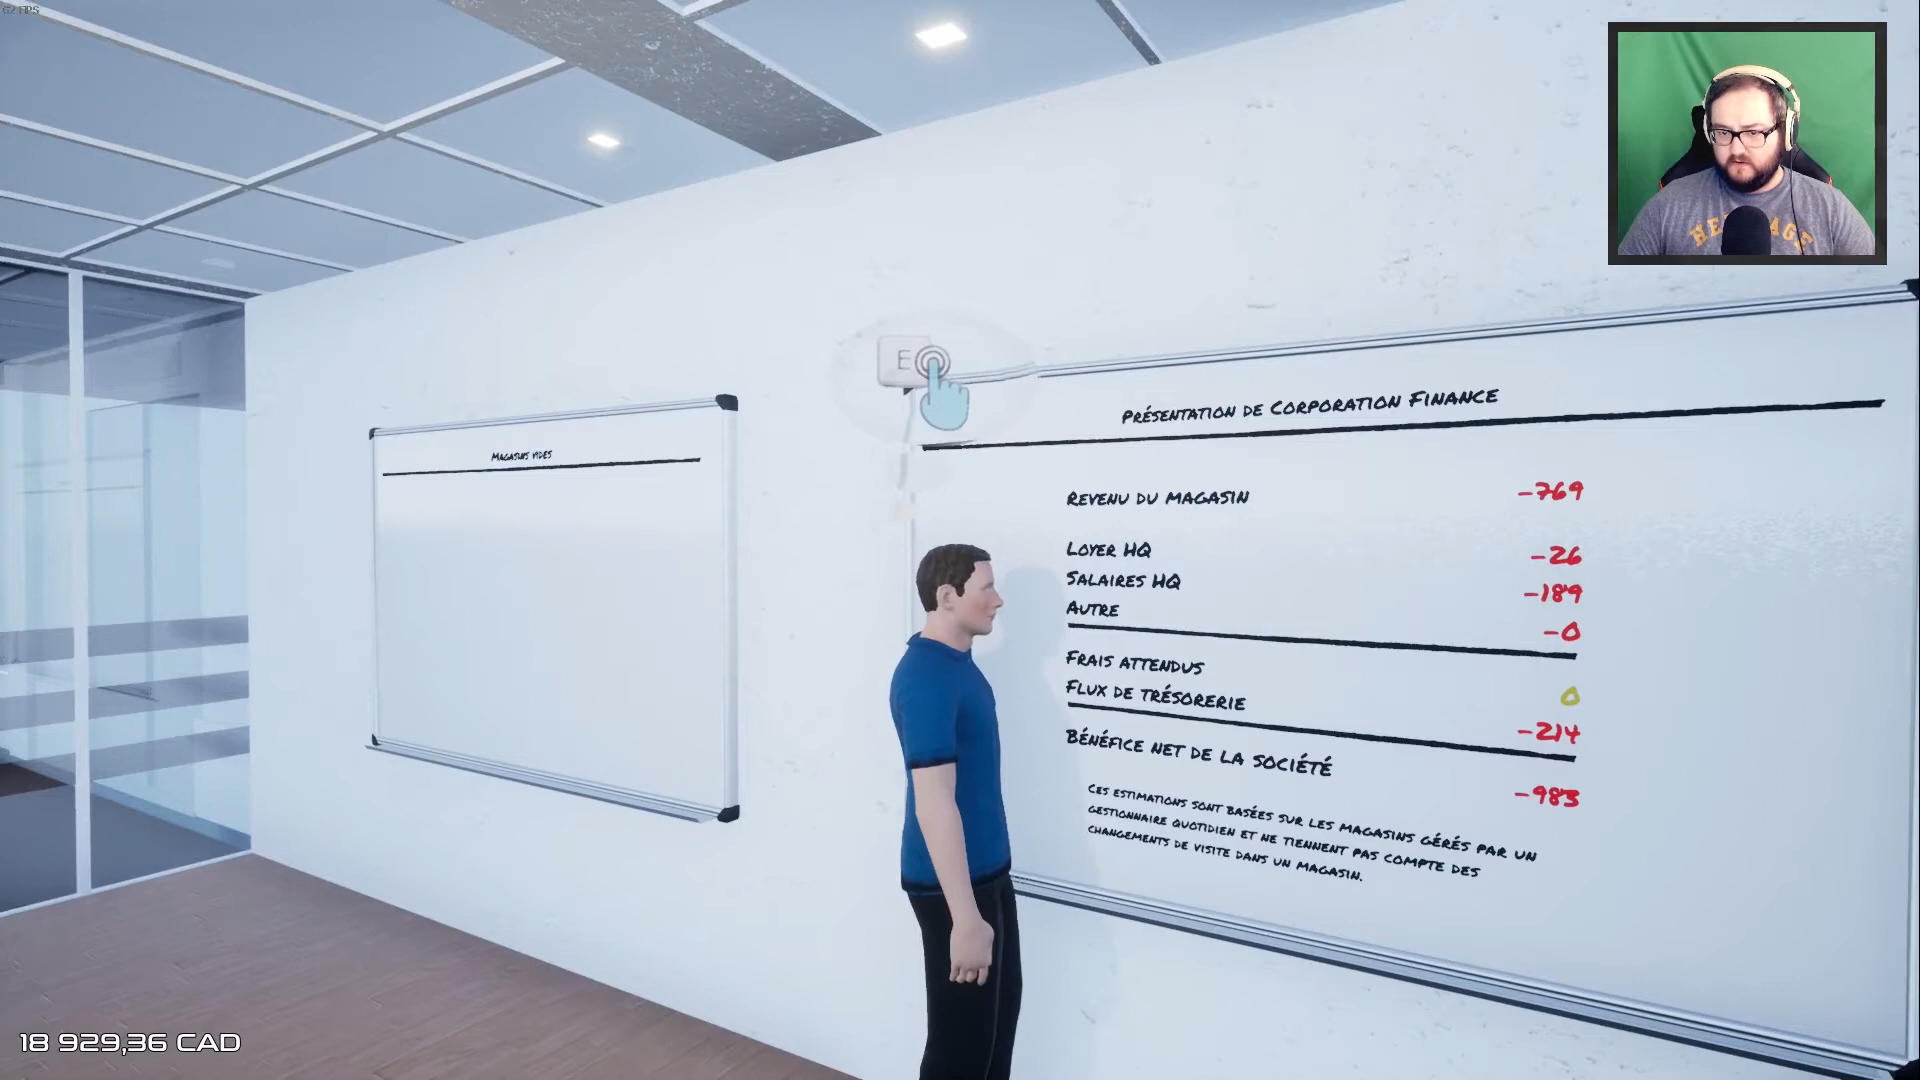 62 FPS
E
Magasins vides
Présentation de Corporation Finance
Revenu du magasin -769
Loyer HQ -26
Salaires HQ -189
Autre -0
Frais attendus 0
Flux de trésorerie -214
Bénéfice net de la société -983
Ces estimations sont basées sur les magasins gérés par un
gestionnaire quotidien et ne tiennent pas compte des
changements de visite dans un magasin.
18 929,36 CAD